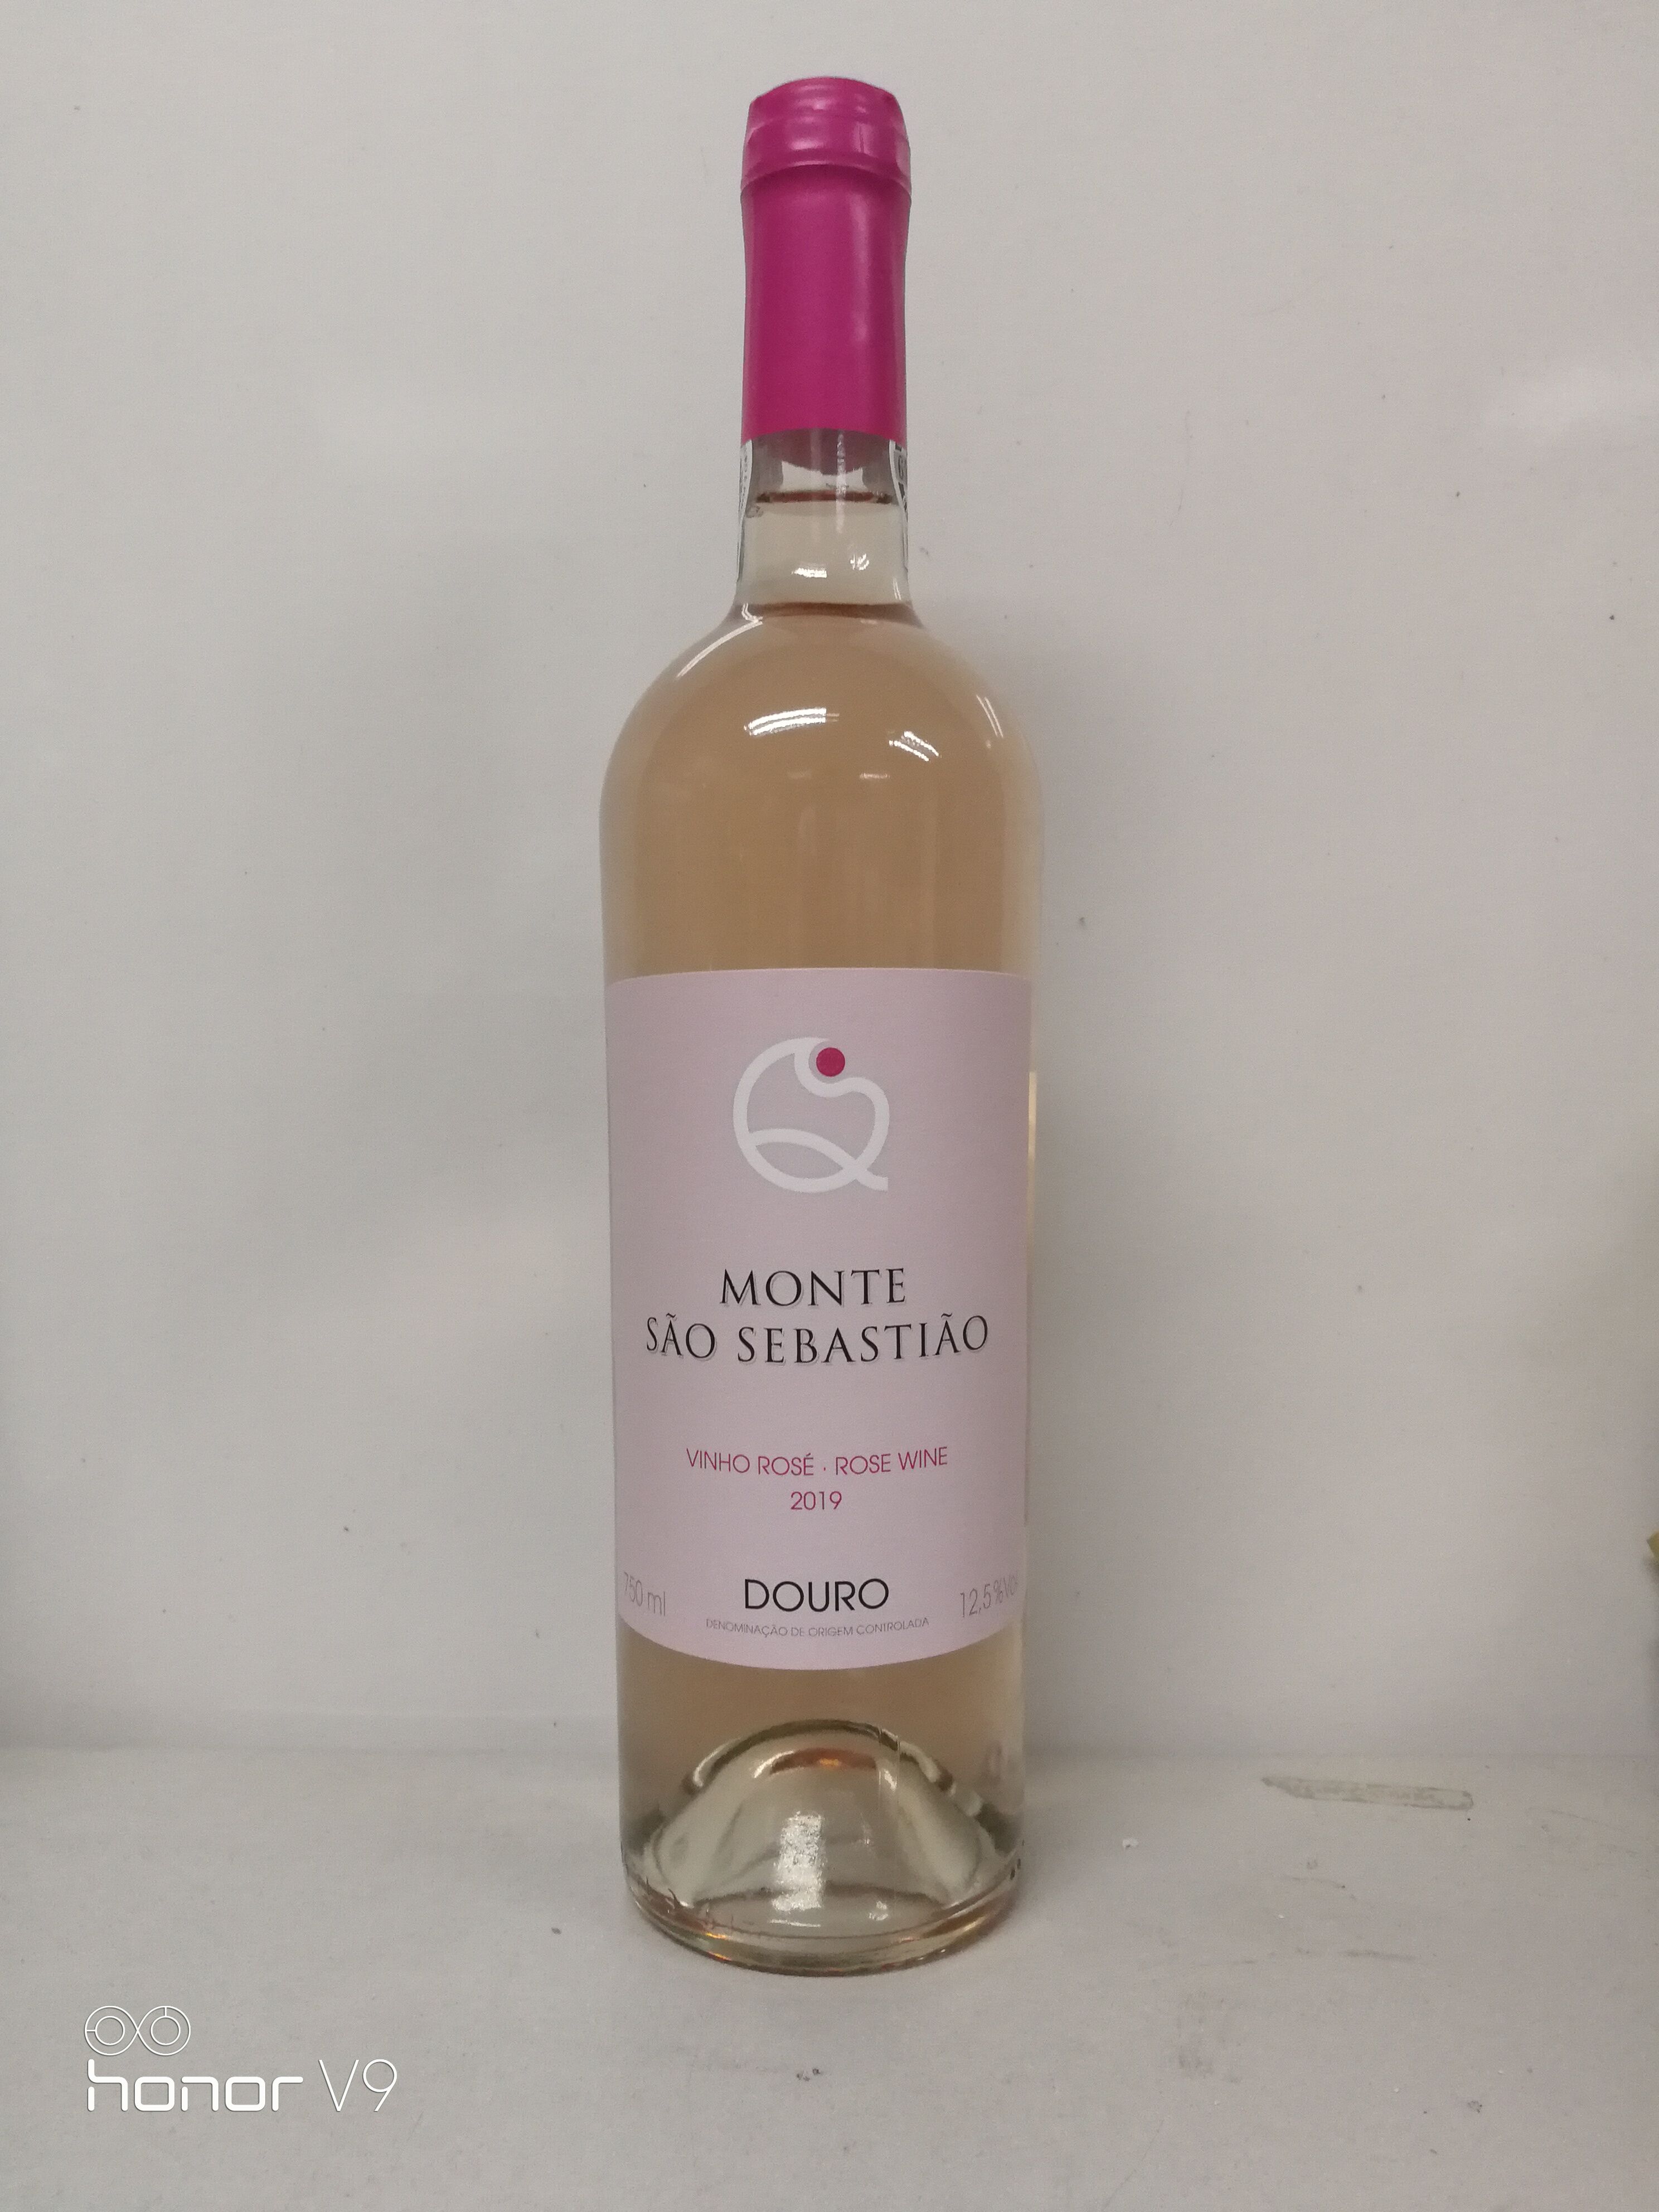 MONTE
SÃO SEBASTIÃO
VINHO ROSÉ · ROSE WINE
2019
750 ml
DOURO
12,5%Vol
DENOMINAÇÃO DE ORIGEM CONTROLADA
honor V9